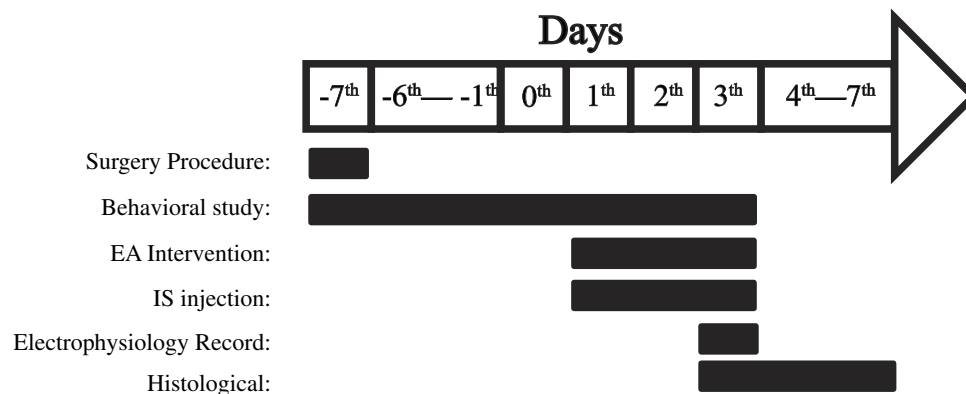 Days
-7th -6th— -1th 0th 1th 2th 3th 4th—7th
Surgery Procedure:
Behavioral study:
EA Intervention:
IS injection:
Electrophysiology Record:
Histological: